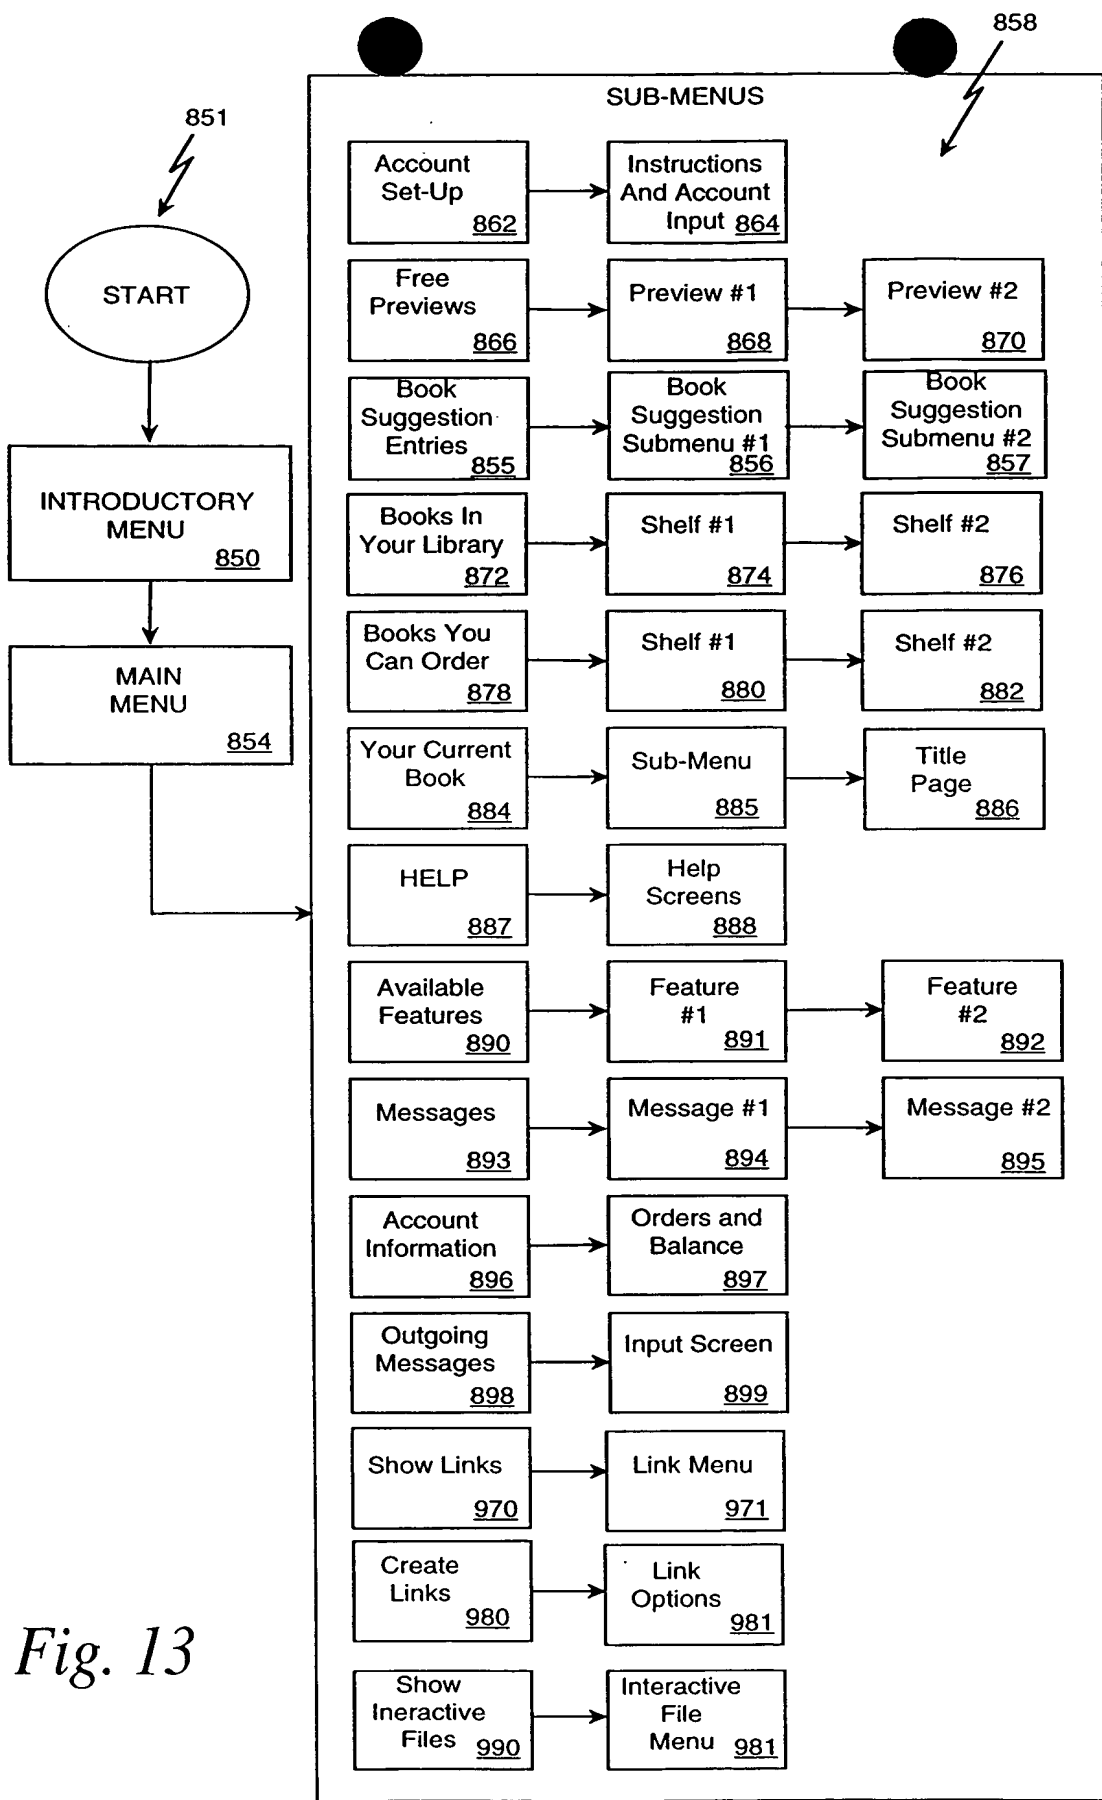 858
SUB-MENUS
851
START
INTRODUCTORY
MENU
850
MAIN
MENU
854
Account
Set-Up
862
Instructions
And Account
Input 864
Free
Previews
866
Preview #1
868
Preview #2
870
Book
Suggestion
Entries
855
Book
Suggestion
Submenu #1
856
Book
Suggestion
Submenu #2
857
Books In
Your Library
872
Shelf #1
874
Shelf #2
876
Books You
Can Order
878
Shelf #1
880
Shelf #2
882
Your Current
Book
884
Sub-Menu
885
Title
Page
886
HELP
887
Help
Screens
888
Available
Features
890
Feature
#1
891
Feature
#2
892
Messages
893
Message #1
894
Message #2
895
Account
Information
896
Orders and
Balance
897
Outgoing
Messages
898
Input Screen
899
Show Links
970
Link Menu
971
Create
Links
980
Link
Options
981
Show
Ineractive
Files 990
Interactive
File
Menu 981
Fig. 13